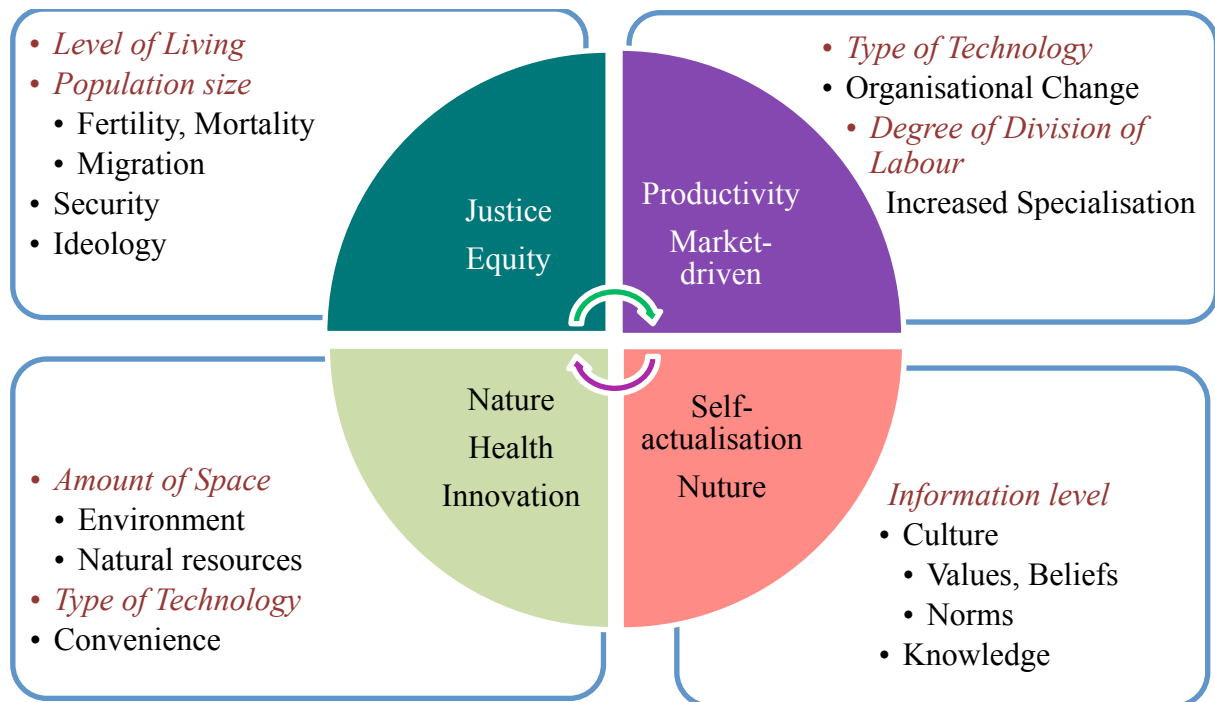 • Level of Living
• Population size
• Fertility, Mortality
• Migration
• Security
• Ideology
Justice
Equity
Productivity
Market-
driven
• Type of Technology
• Organisational Change
• Degree of Division of
Labour
Increased Specialisation
• Amount of Space
• Environment
• Natural resources
• Type of Technology
• Convenience
Nature
Health
Innovation
Self-
actualisation
Nuture
Information level
• Culture
• Values, Beliefs
• Norms
• Knowledge